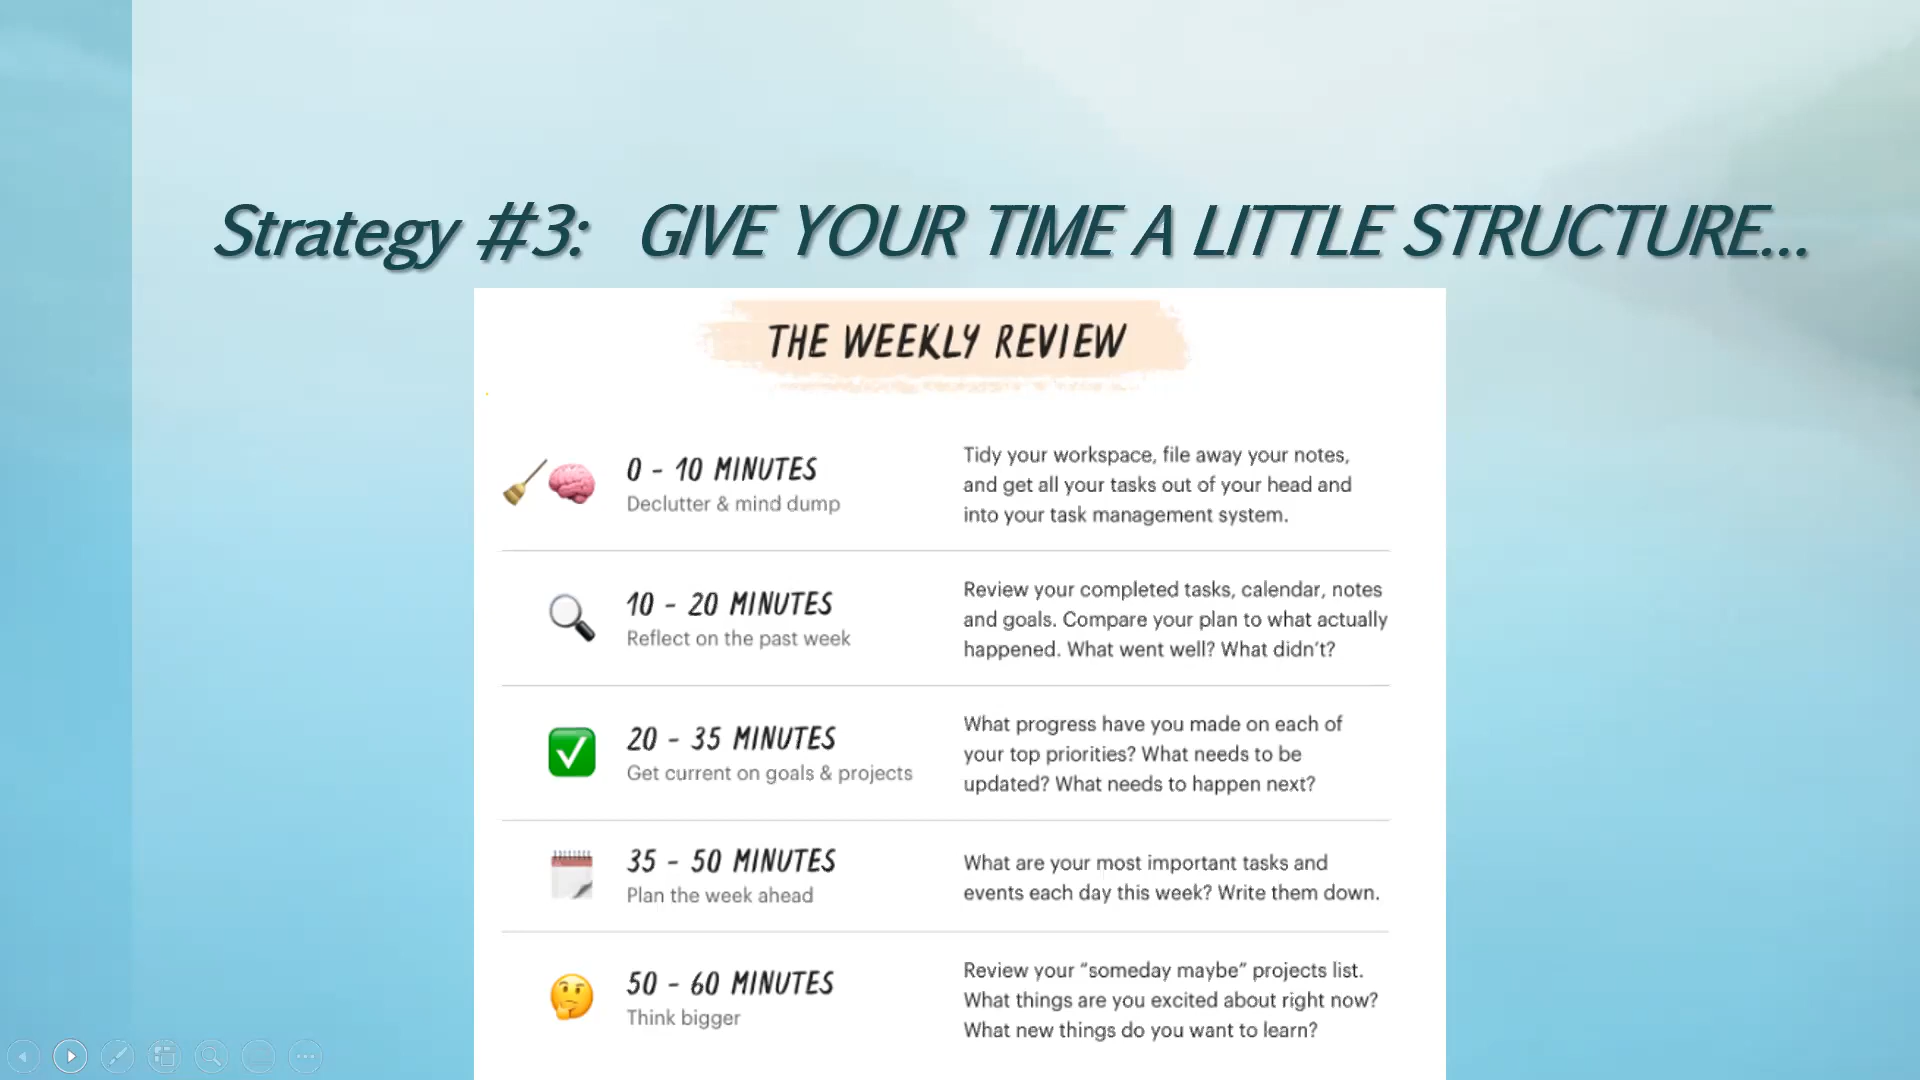 Strategy #3: GIVE YOUR TIME A LITTLE STRUCTURE...
THE WEEKLY REVIEW
0 - 10 MINUTES
Declutter & mind dump
Tidy your workspace, file away your notes,
and get all your tasks out of your head and
into your task management system.
10 - 20 MINUTES
Reflect on the past week
Review your completed tasks, calendar, notes
and goals. Compare your plan to what actually
happened. What went well? What didn't?
20 - 35 MINUTES
Get current on goals & projects
What progress have you made on each of
your top priorities? What needs to be
updated? What needs to happen next?
35 - 50 MINUTES
Plan the week ahead
What are your most important tasks and
events each day this week? Write them down.
50 - 60 MINUTES
Think bigger
Review your “someday maybe” projects list.
What things are you excited about right now?
What new things do you want to learn?